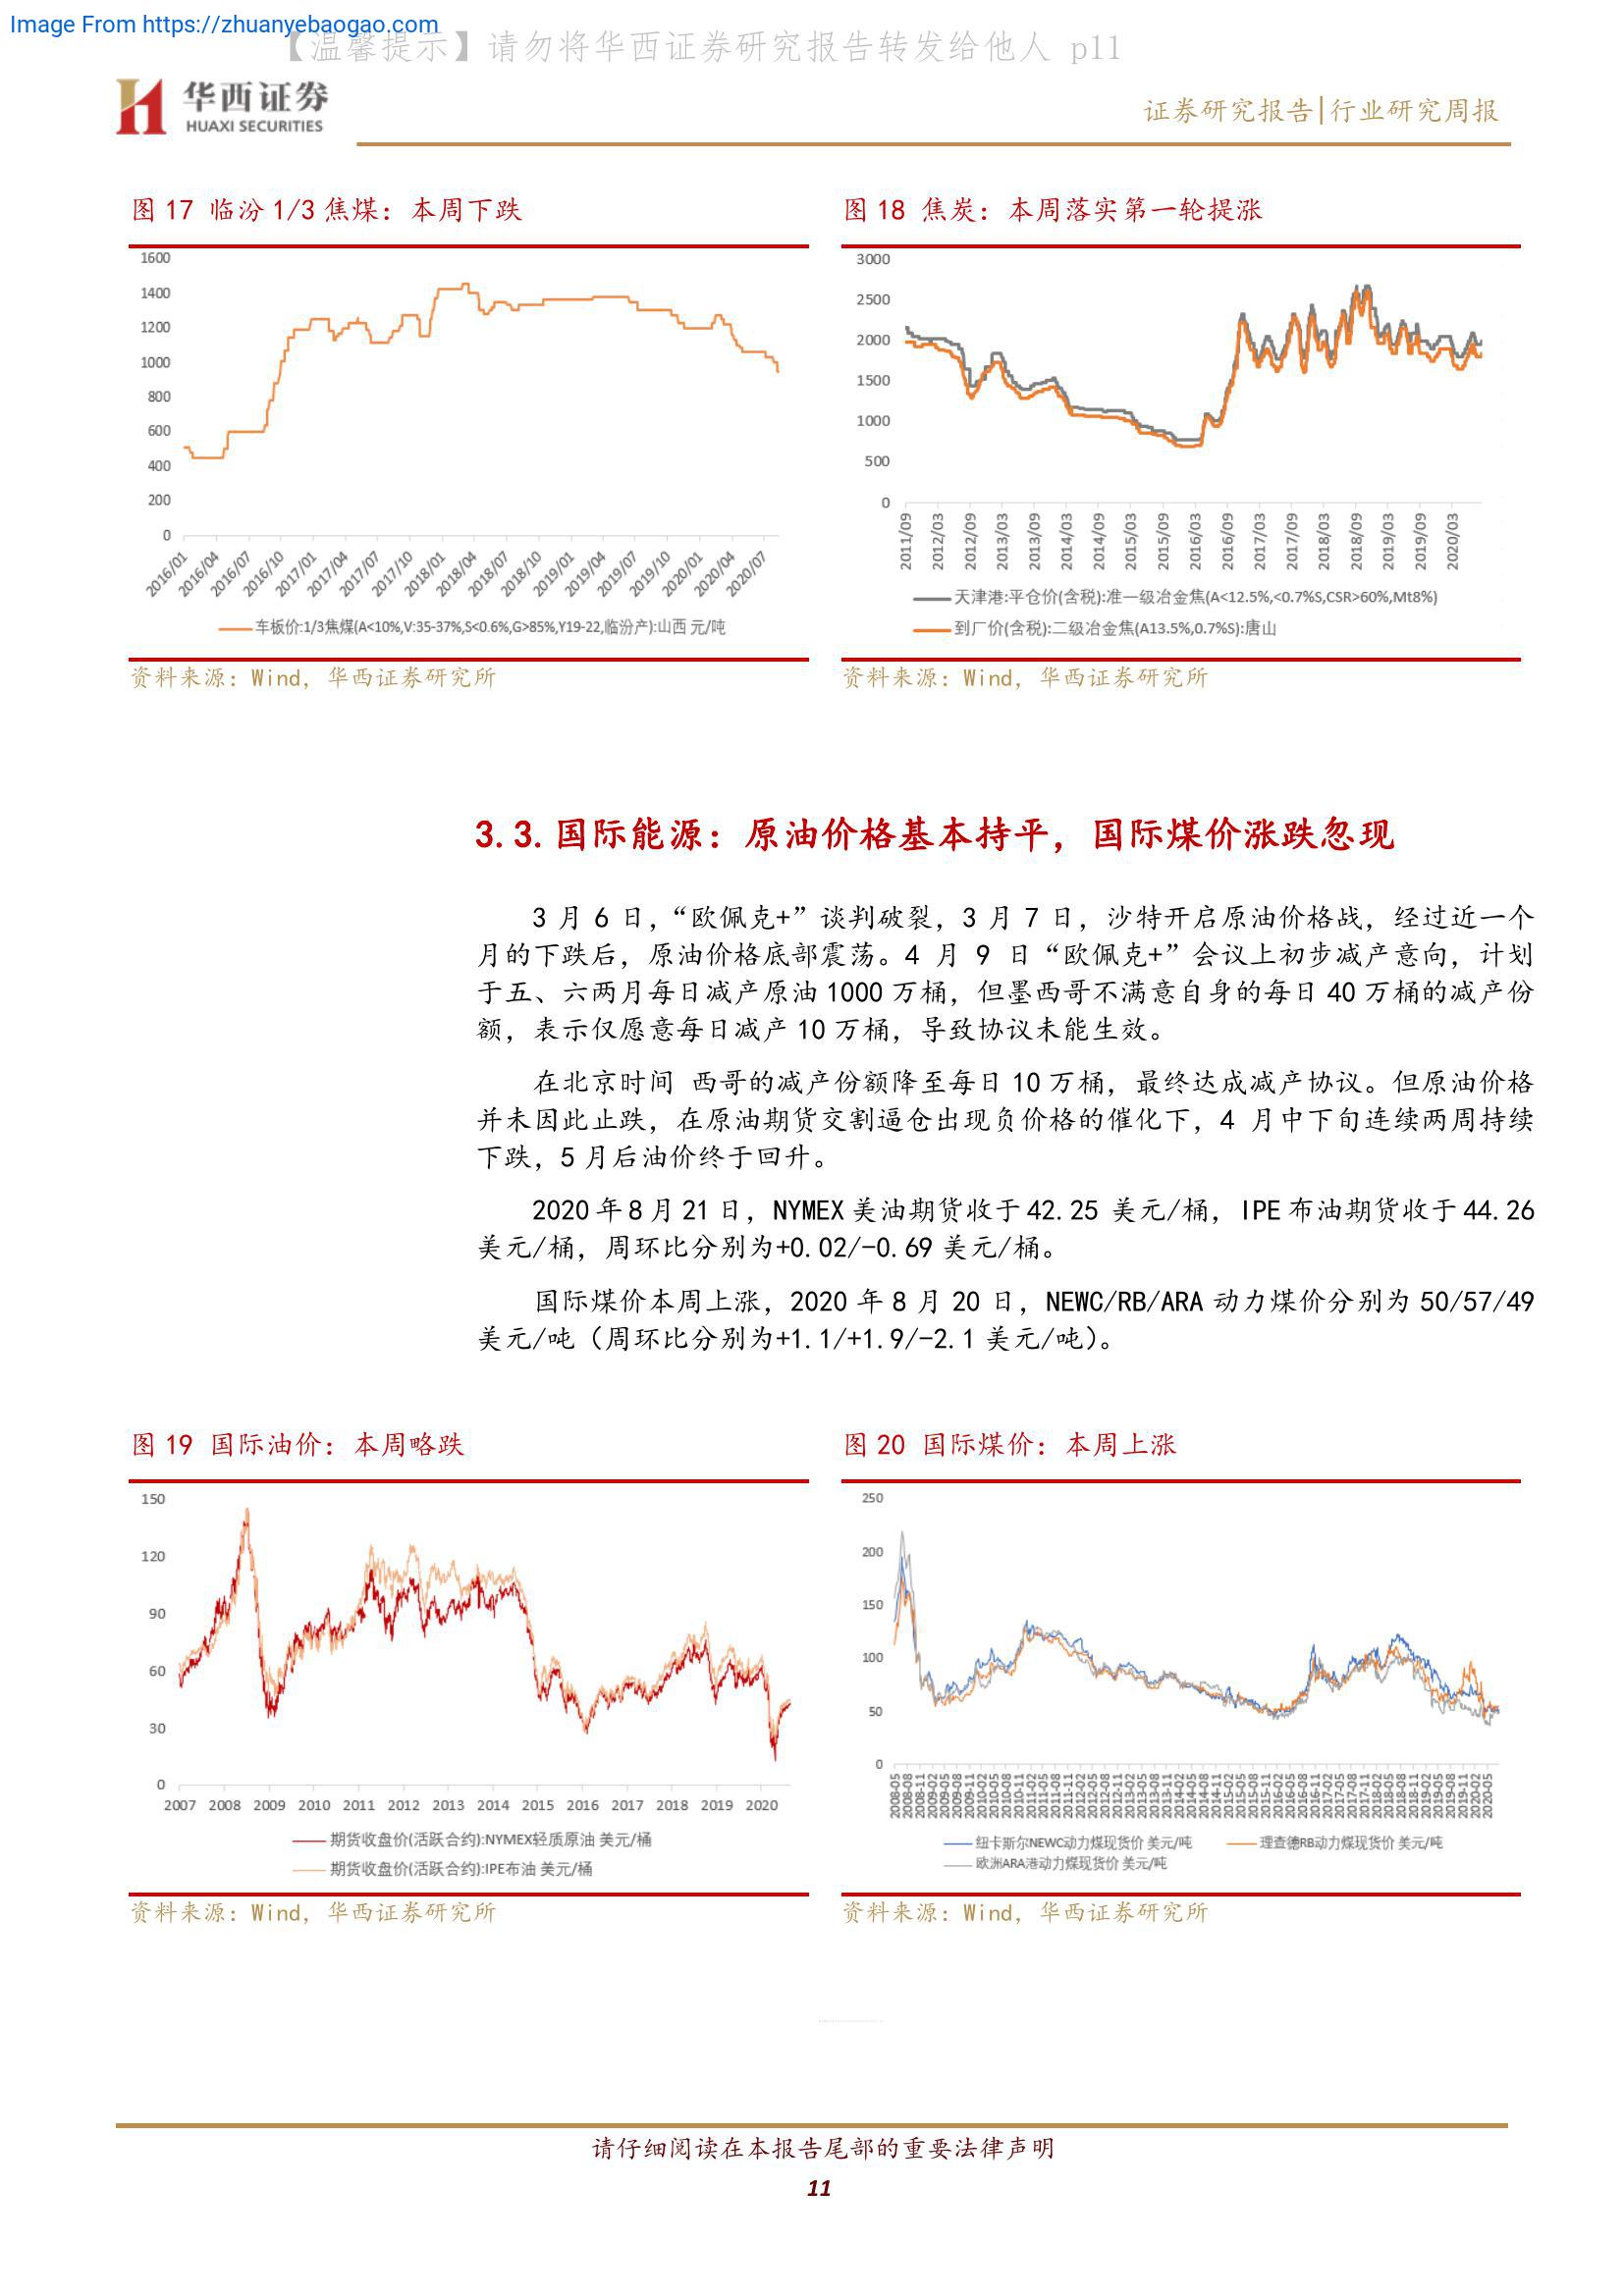 Image From https://zhuanyebaogao.com
【温馨提示】请勿将华西证券研究报告转发给他人 p11
华西证券
HUAXI SECURITIES
证券研究报告|行业研究周报
图 17 临汾 1/3 焦煤：本周下跌
1600
1400
1200
1000
800
600
400
200
0
2016/01 2016/04 2016/07 2016/10 2017/01 2017/04 2017/07 2017/10 2018/01 2018/04 2018/07 2018/10 2019/01 2019/04 2019/07 2019/10 2020/01 2020/04 2020/07
车板价:1/3焦煤(A<10%,V:35-37%,S<0.6%,G>85%,Y19-22,临汾产):山西 元/吨
资料来源：Wind，华西证券研究所
图 18 焦炭：本周落实第一轮提涨
3000
2500
2000
1500
1000
500
0
2011/09 2012/03 2012/09 2013/03 2013/09 2014/03 2014/09 2015/03 2015/09 2016/03 2016/09 2017/03 2017/09 2018/03 2018/09 2019/03 2019/09 2020/03
天津港:平仓价(含税):准一级冶金焦(A<12.5%,<0.7%S,CSR>60%,Mt8%)
到厂价(含税):二级冶金焦(A13.5%,0.7%S):唐山
资料来源：Wind，华西证券研究所
3.3.国际能源：原油价格基本持平，国际煤价涨跌忽现
3 月 6 日，“欧佩克+”谈判破裂，3 月 7 日，沙特开启原油价格战，经过近一个
月的下跌后，原油价格底部震荡。4 月 9 日“欧佩克+”会议上初步减产意向，计划
于五、六两月每日减产原油 1000 万桶，但墨西哥不满意自身的每日 40 万桶的减产份
额，表示仅愿意每日减产 10 万桶，导致协议未能生效。
在北京时间 西哥的减产份额降至每日 10 万桶，最终达成减产协议。但原油价格
并未因此止跌，在原油期货交割逼仓出现负价格的催化下，4 月中下旬连续两周持续
下跌，5 月后油价终于回升。
2020 年 8 月 21 日，NYMEX 美油期货收于 42.25 美元/桶，IPE 布油期货收于 44.26
美元/桶，周环比分别为+0.02/-0.69 美元/桶。
国际煤价本周上涨，2020 年 8 月 20 日，NEWC/RB/ARA 动力煤价分别为 50/57/49
美元/吨（周环比分别为+1.1/+1.9/-2.1 美元/吨）。
图 19 国际油价：本周略跌
150
120
90
60
30
0
2007 2008 2009 2010 2011 2012 2013 2014 2015 2016 2017 2018 2019 2020
期货收盘价(活跃合约):NYMEX轻质原油 美元/桶
期货收盘价(活跃合约):IPE布油 美元/桶
资料来源：Wind，华西证券研究所
图 20 国际煤价：本周上涨
250
200
150
100
50
0
2008-05 2008-08 2008-11 2009-02 2009-05 2009-08 2009-11 2010-02 2010-05 2010-08 2010-11 2011-02 2011-05 2011-08 2011-11 2012-02 2012-05 2012-08 2012-11 2013-02 2013-05 2013-08 2013-11 2014-02 2014-05 2014-08 2014-11 2015-02 2015-05 2015-08 2015-11 2016-02 2016-05 2016-08 2016-11 2017-02 2017-05 2017-08 2017-11 2018-02 2018-05 2018-08 2018-11 2019-02 2019-05 2019-08 2019-11 2020-02 2020-05
纽卡斯尔NEWC动力煤现货价 美元/吨 理查德RB动力煤现货价 美元/吨
欧洲ARA港动力煤现货价 美元/吨
资料来源：Wind，华西证券研究所
请仔细阅读在本报告尾部的重要法律声明
11